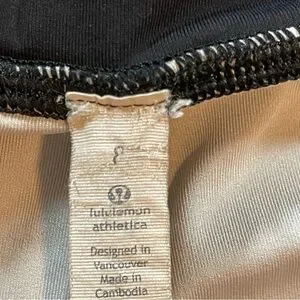 8
lululemon
athletica
Designed in
Vancouver
Made in
Cambodia